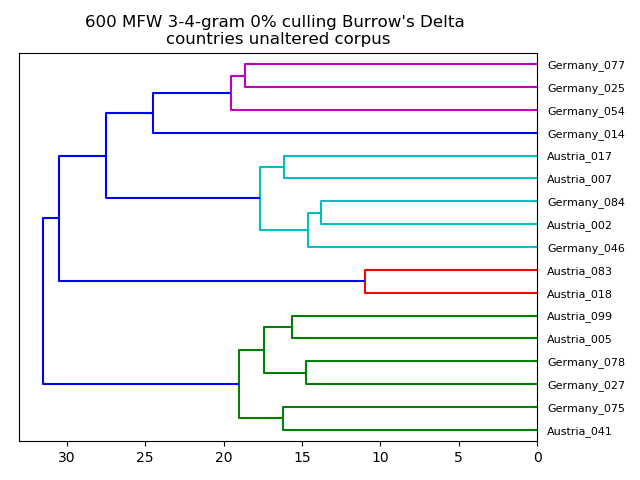 600 MFW 3-4-gram 0% culling Burrow's Delta
countries unaltered corpus
Germany_077
Germany_025
Germany_054
Germany_014
Austria_017
Austria_007
Germany_084
Austria_002
Germany_046
Austria_083
Austria_018
Austria_099
Austria_005
Germany_078
Germany_027
Germany_075
Austria_041
30 25 20 15 10 5 0